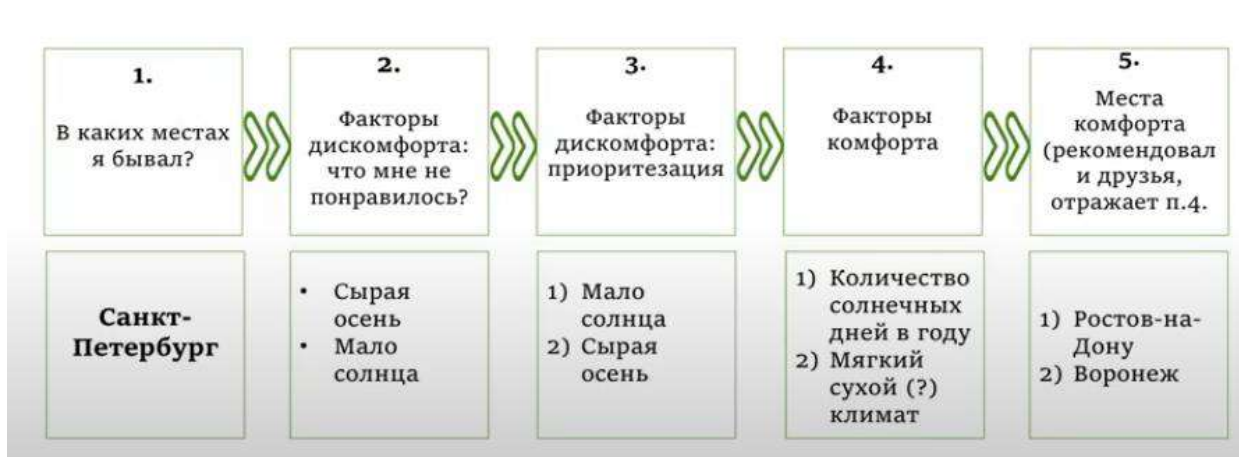 1.
В каких местах
я бывал?
2.
Факторы
дискомфорта:
что мне не
понравилось?
3.
Факторы
дискомфорта:
приоритезация
4.
Факторы
комфорта
5.
Места
комфорта
(рекомендовал
и друзья,
отражает п.4.
Санкт-
Петербург
• Сырая
осень
• Мало
солнца
1) Мало
солнца
2) Сырая
осень
1) Количество
солнечных
дней в году
2) Мягкий
сухой (?)
климат
1) Ростов-на-
Дону
2) Воронеж